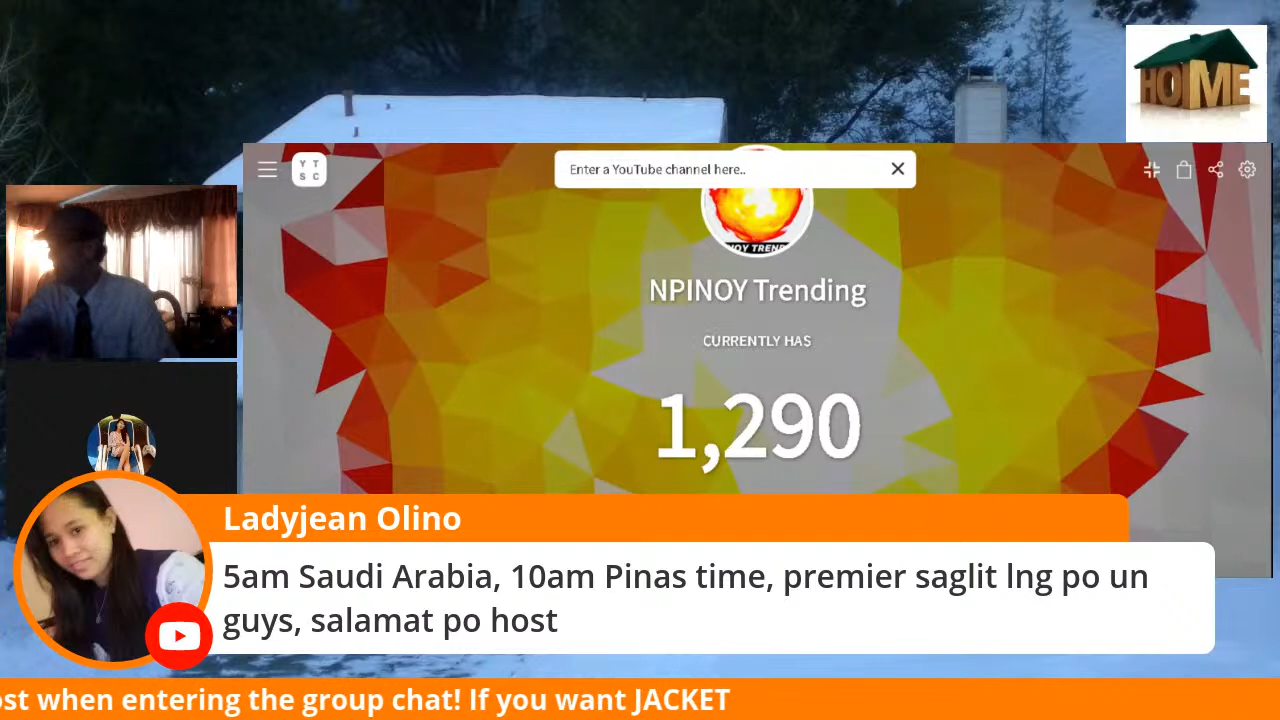 HOME
Y T
S C
Enter a YouTube channel here..
NPINOY Trending
CURRENTLY HAS
1,290
Ladyjean Olino
5am Saudi Arabia, 10am Pinas time, premier saglit lng po un
guys, salamat po host
ost when entering the group chat! If you want JACKET